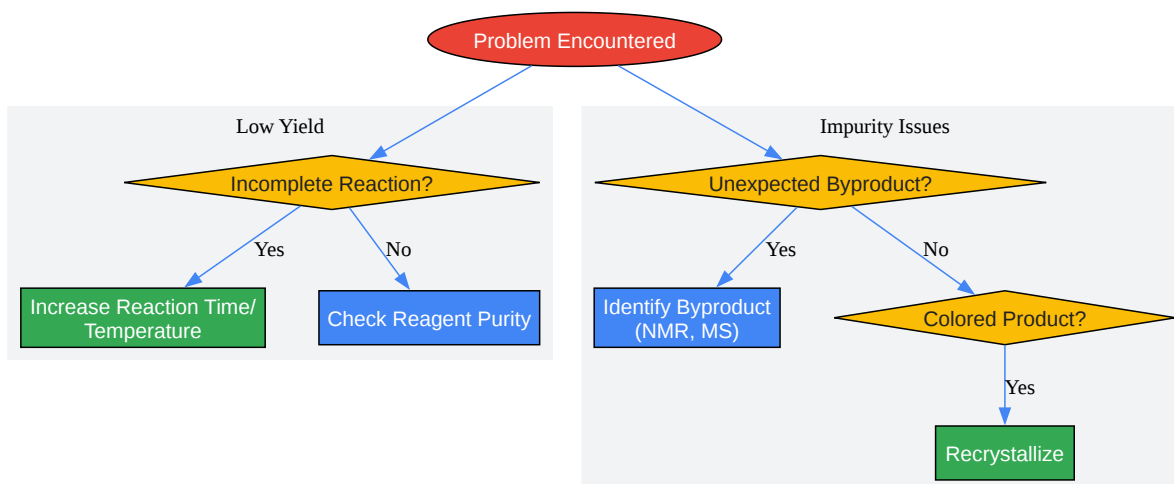 Problem Encountered
Low Yield
Impurity Issues
Incomplete Reaction?
Unexpected Byproduct?
Yes
No
Yes
No
Increase Reaction Time/
Temperature
Check Reagent Purity
Identify Byproduct
(NMR, MS)
Colored Product?
Yes
Recrystallize